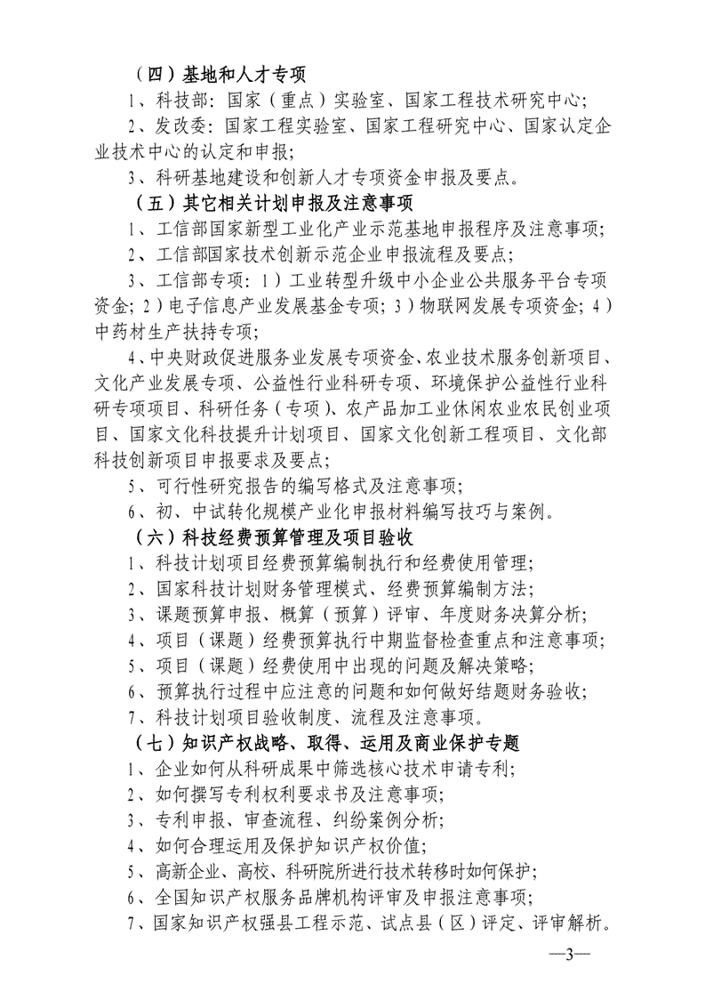 （四）基地和人才专项
1、科技部：国家（重点）实验室、国家工程技术研究中心；
2、发改委：国家工程实验室、国家工程研究中心、国家认定企
业技术中心的认定和申报；
3、科研基地建设和创新人才专项资金申报及要点。
（五）其它相关计划申报及注意事项
1、工信部国家新型工业化产业示范基地申报程序及注意事项；
2、工信部国家技术创新示范企业申报流程及要点；
3、工信部专项：1）工业转型升级中小企业公共服务平台专项
资金；2）电子信息产业发展基金专项；3）物联网发展专项资金；4）
中药材生产扶持专项；
4、中央财政促进服务业发展专项资金、农业技术服务创新项目、
文化产业发展专项、公益性行业科研专项、环境保护公益性行业科
研专项项目、科研任务（专项）、农产品加工业休闲农业农民创业项
目、国家文化科技提升计划项目、国家文化创新工程项目、文化部
科技创新项目申报要求及要点；
5、可行性研究报告的编写格式及注意事项；
6、初、中试转化规模产业化申报材料编写技巧与案例。
（六）科技经费预算管理及项目验收
1、科技计划项目经费预算编制执行和经费使用管理；
2、国家科技计划财务管理模式、经费预算编制方法；
3、课题预算申报、概算（预算）评审、年度财务决算分析；
4、项目（课题）经费预算执行中期监督检查重点和注意事项；
5、项目（课题）经费使用中出现的问题及解决策略；
6、预算执行过程中应注意的问题和如何做好结题财务验收；
7、科技计划项目验收制度、流程及注意事项。
（七）知识产权战略、取得、运用及商业保护专题
1、企业如何从科研成果中筛选核心技术申请专利；
2、如何撰写专利权利要求书及注意事项；
3、专利申报、审查流程、纠纷案例分析；
4、如何合理运用及保护知识产权价值；
5、高新企业、高校、科研院所进行技术转移时如何保护；
6、全国知识产权服务品牌机构评审及申报注意事项；
7、国家知识产权强县工程示范、试点县（区）评定、评审解析。
—3—